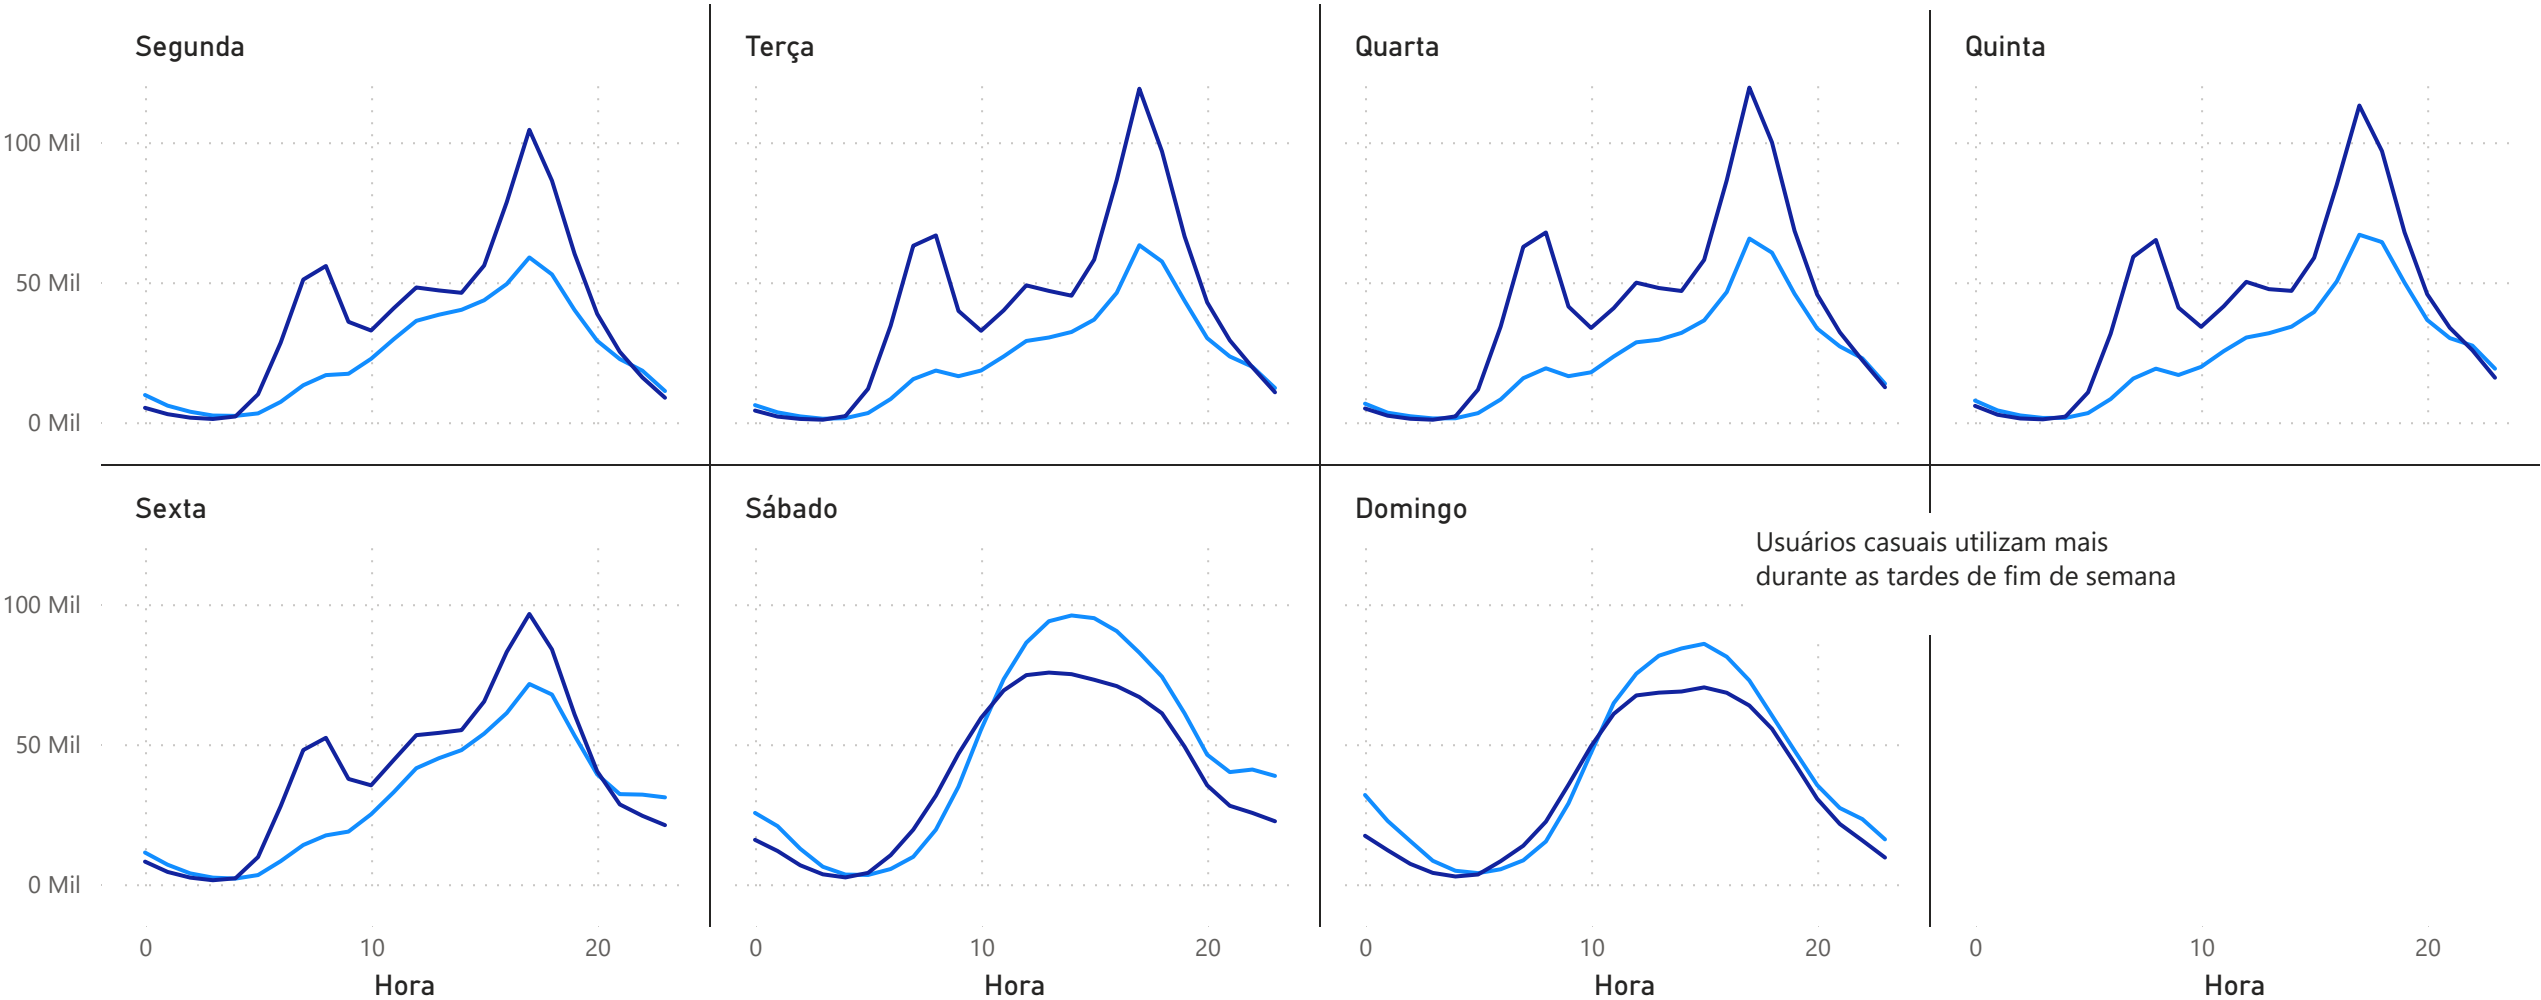 Segunda
Terça
Quarta
Quinta
100 Mil
50 Mil
0 Mil
Sexta
Sábado
Domingo
Usuários casuais utilizam mais
durante as tardes de fim de semana
100 Mil
50 Mil
0 Mil
0 10 20 0 10 20 0 10 20 0 10 20
Hora Hora Hora Hora